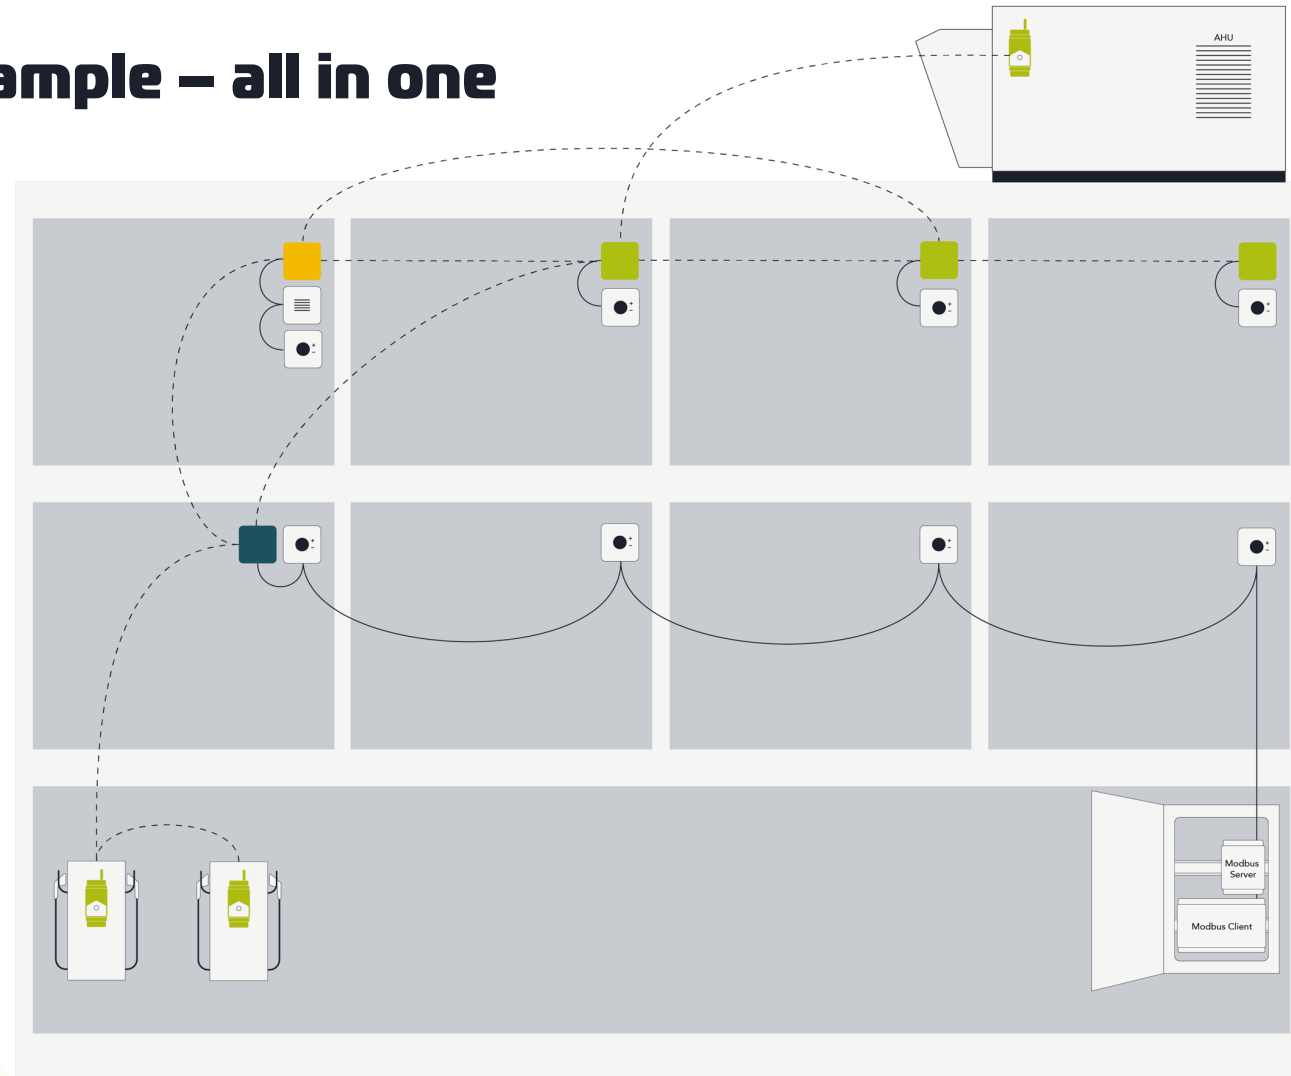 ample – all in one
AHU
Modbus
Server
Modbus Client